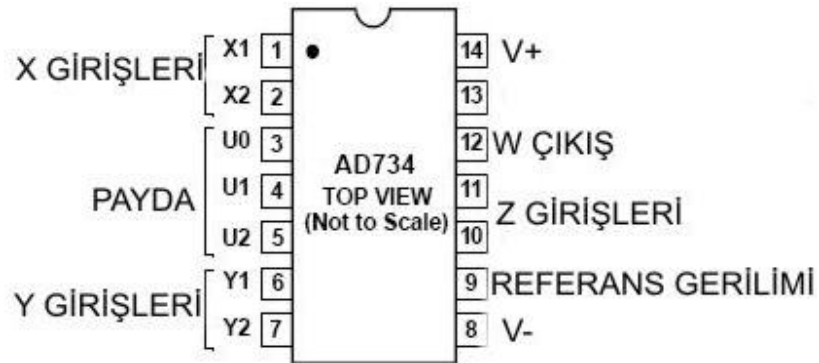 X GİRİŞLERİ
X1 1
X2 2
PAYDA
U0 3
U1 4
U2 5
Y GİRİŞLERİ
Y1 6
Y2 7
AD734
TOP VIEW
(Not to Scale)
14 V+
13
12 W ÇIKIŞ
11
Z GİRİŞLERİ
10
9 REFERANS GERİLİMİ
8 V-